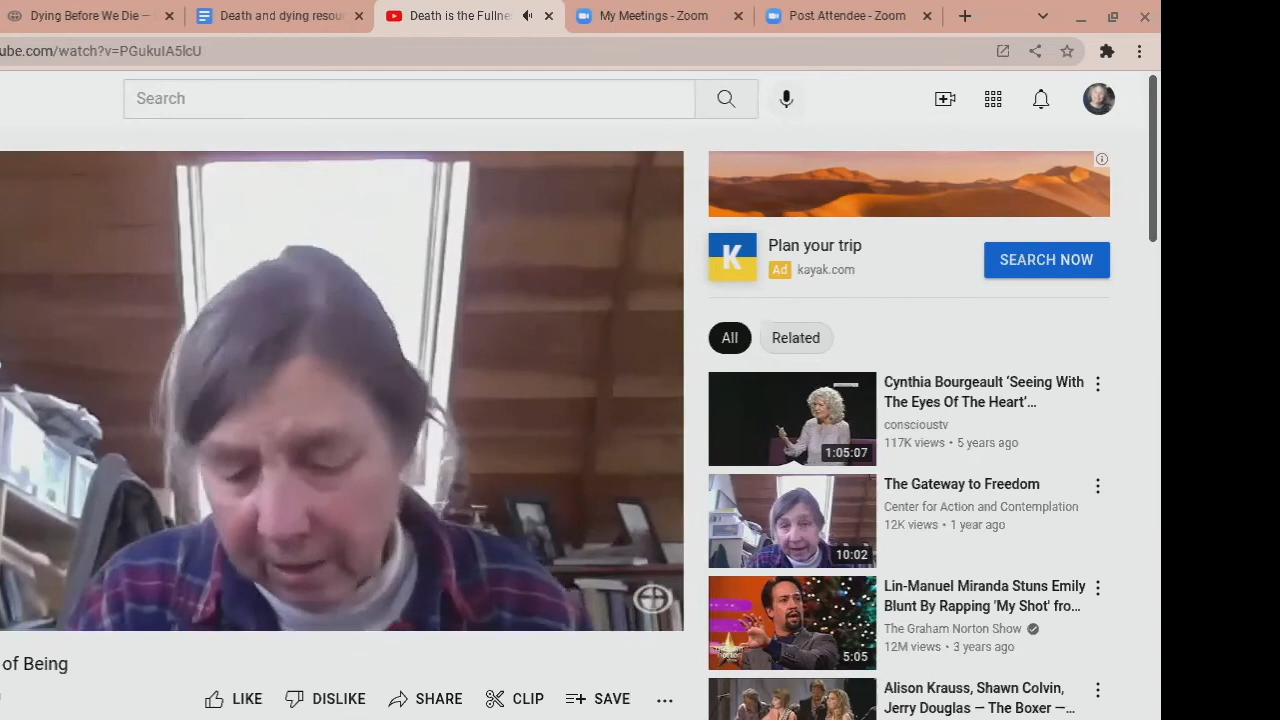 Dying Before We Die —
Death and dying resour
Death is the Fullne
My Meetings - Zoom
Post Attendee - Zoom
ube.com/watch?v=PGukuIA5lcU
Search
K
Plan your trip
Ad kayak.com
SEARCH NOW
All
Related
Cynthia Bourgeault ‘Seeing With
The Eyes Of The Heart’…
conscioustv
117K views • 5 years ago
1:05:07
The Gateway to Freedom
Center for Action and Contemplation
12K views • 1 year ago
10:02
Lin-Manuel Miranda Stuns Emily
Blunt By Rapping 'My Shot' fro…
The Graham Norton Show
12M views • 3 years ago
5:05
of Being
LIKE
DISLIKE
SHARE
CLIP
SAVE
Alison Krauss, Shawn Colvin,
Jerry Douglas — The Boxer —…